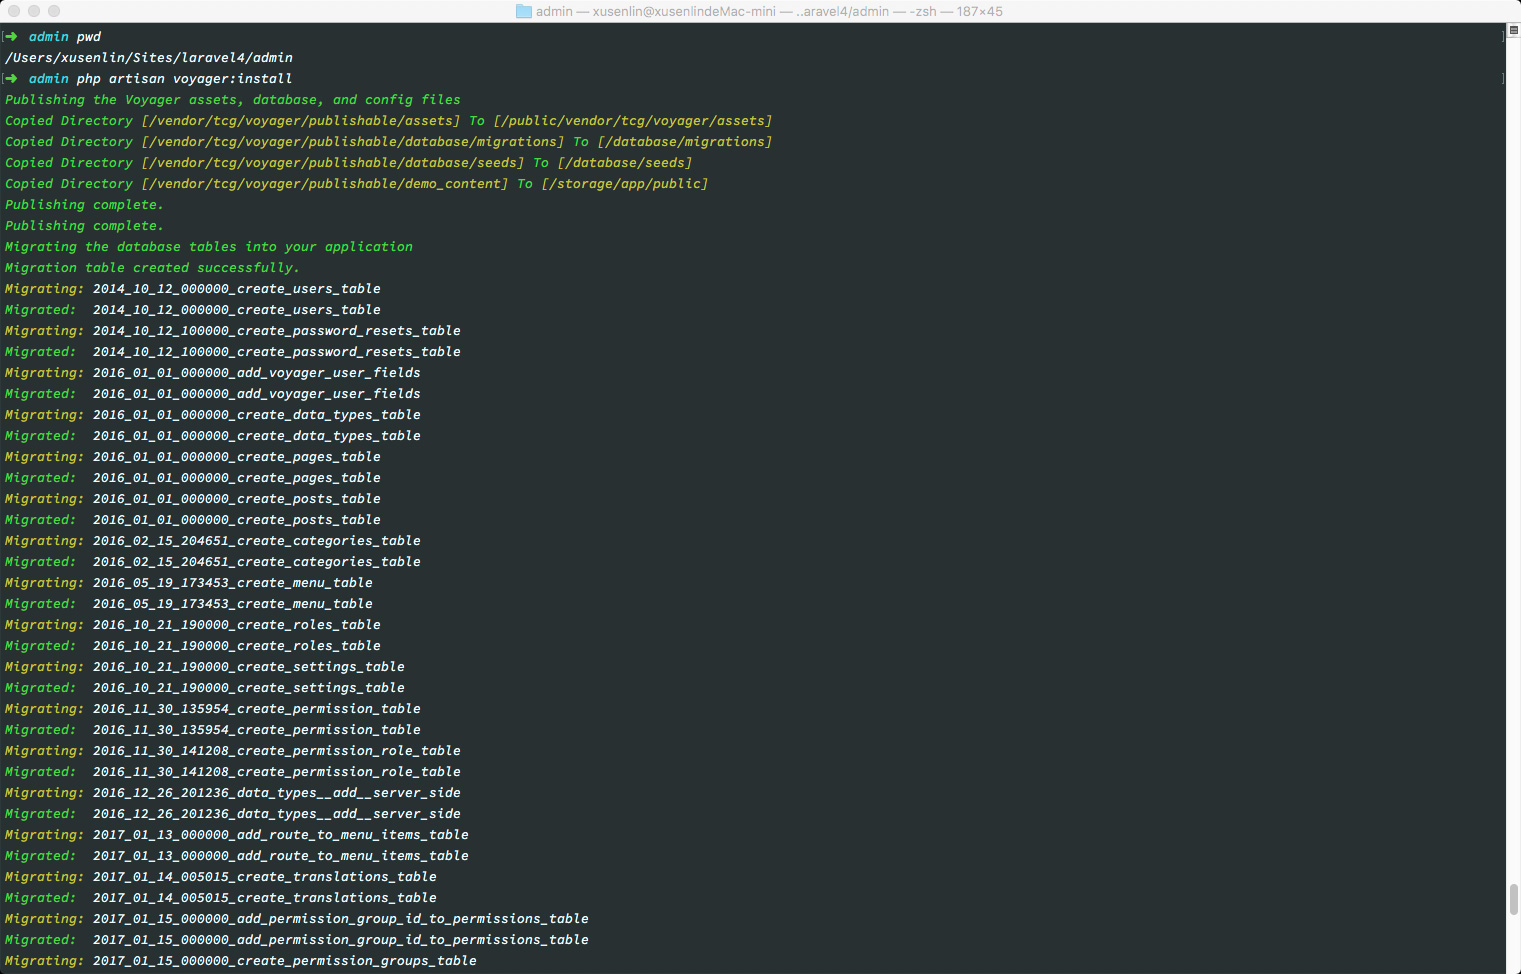 admin — xusenlin@xusenlindeMac-mini — ..aravel4/admin — -zsh — 187×45
[➜  admin pwd ]
/Users/xusenlin/Sites/laravel4/admin
[➜  admin php artisan voyager:install ]
Publishing the Voyager assets, database, and config files
Copied Directory [/vendor/tcg/voyager/publishable/assets] To [/public/vendor/tcg/voyager/assets]
Copied Directory [/vendor/tcg/voyager/publishable/database/migrations] To [/database/migrations]
Copied Directory [/vendor/tcg/voyager/publishable/database/seeds] To [/database/seeds]
Copied Directory [/vendor/tcg/voyager/publishable/demo_content] To [/storage/app/public]
Publishing complete.
Publishing complete.
Migrating the database tables into your application
Migration table created successfully.
Migrating: 2014_10_12_000000_create_users_table
Migrated:  2014_10_12_000000_create_users_table
Migrating: 2014_10_12_100000_create_password_resets_table
Migrated:  2014_10_12_100000_create_password_resets_table
Migrating: 2016_01_01_000000_add_voyager_user_fields
Migrated:  2016_01_01_000000_add_voyager_user_fields
Migrating: 2016_01_01_000000_create_data_types_table
Migrated:  2016_01_01_000000_create_data_types_table
Migrating: 2016_01_01_000000_create_pages_table
Migrated:  2016_01_01_000000_create_pages_table
Migrating: 2016_01_01_000000_create_posts_table
Migrated:  2016_01_01_000000_create_posts_table
Migrating: 2016_02_15_204651_create_categories_table
Migrated:  2016_02_15_204651_create_categories_table
Migrating: 2016_05_19_173453_create_menu_table
Migrated:  2016_05_19_173453_create_menu_table
Migrating: 2016_10_21_190000_create_roles_table
Migrated:  2016_10_21_190000_create_roles_table
Migrating: 2016_10_21_190000_create_settings_table
Migrated:  2016_10_21_190000_create_settings_table
Migrating: 2016_11_30_135954_create_permission_table
Migrated:  2016_11_30_135954_create_permission_table
Migrating: 2016_11_30_141208_create_permission_role_table
Migrated:  2016_11_30_141208_create_permission_role_table
Migrating: 2016_12_26_201236_data_types__add__server_side
Migrated:  2016_12_26_201236_data_types__add__server_side
Migrating: 2017_01_13_000000_add_route_to_menu_items_table
Migrated:  2017_01_13_000000_add_route_to_menu_items_table
Migrating: 2017_01_14_005015_create_translations_table
Migrated:  2017_01_14_005015_create_translations_table
Migrating: 2017_01_15_000000_add_permission_group_id_to_permissions_table
Migrated:  2017_01_15_000000_add_permission_group_id_to_permissions_table
Migrating: 2017_01_15_000000_create_permission_groups_table